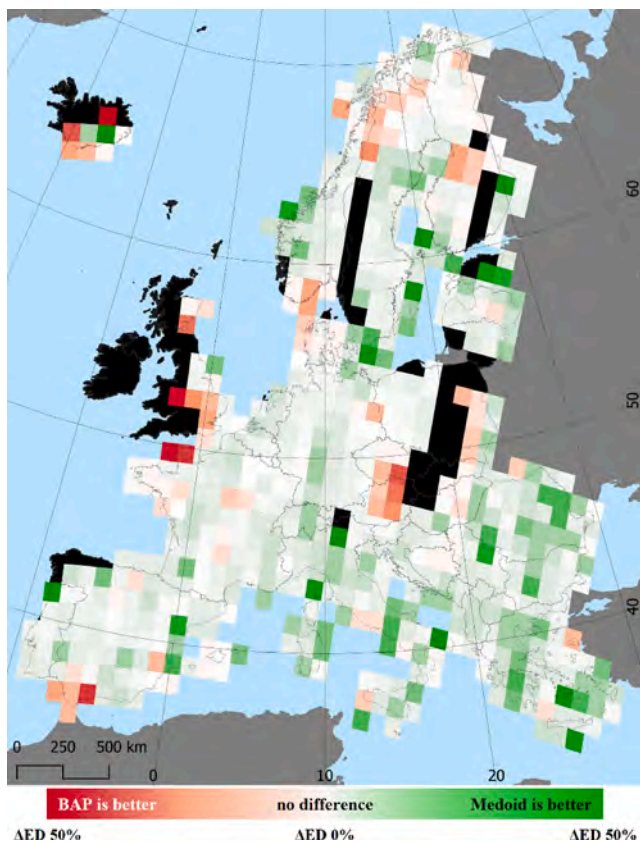 60
50
40
0 250 500 km
0 10 20
BAP is better no difference Medoid is better
ΔED 50% ΔED 0% ΔED 50%